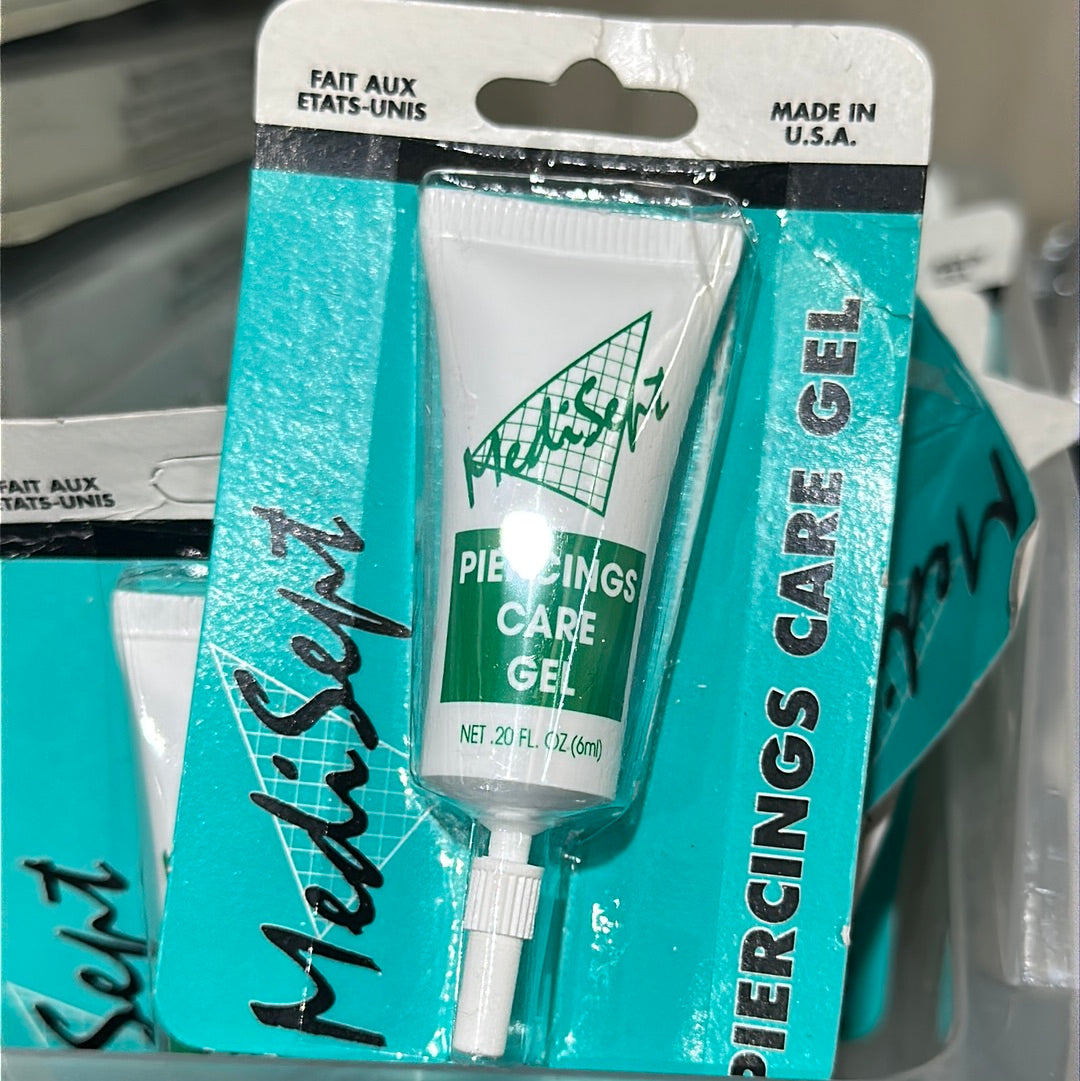 FAIT AUX
ETATS-UNIS
MADE IN
U.S.A.
MediSept
PIERCINGS
CARE
GEL
NET .20 FL. OZ (6ml)
MediSept
PIERCINGS CARE GEL
FAIT AUX
ETATS-UNIS
Sept
Medi